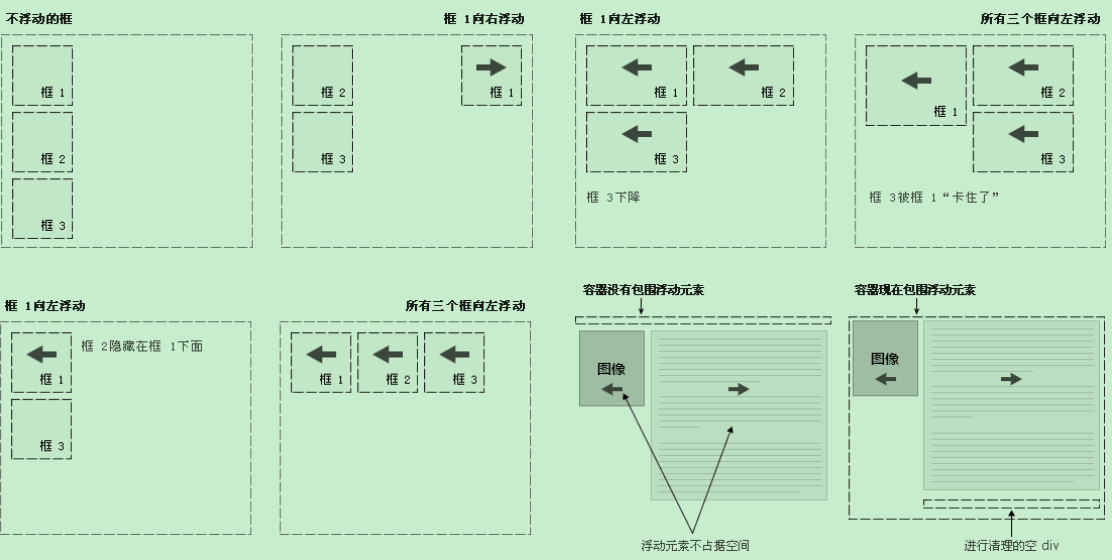 不浮动的框
框 1
框 2
框 3
框 1向右浮动
框 2
框 1
框 3
框 1向左浮动
框 1
框 2
框 3
框 3下降
所有三个框向左浮动
框 1
框 2
框 3
框 3被框 1“卡住了”
框 1向左浮动
框 2隐藏在框 1下面
框 1
框 3
所有三个框向左浮动
框 1
框 2
框 3
容器没有包围浮动元素
图像
浮动元素不占据空间
容器现在包围浮动元素
图像
进行清理的空 div